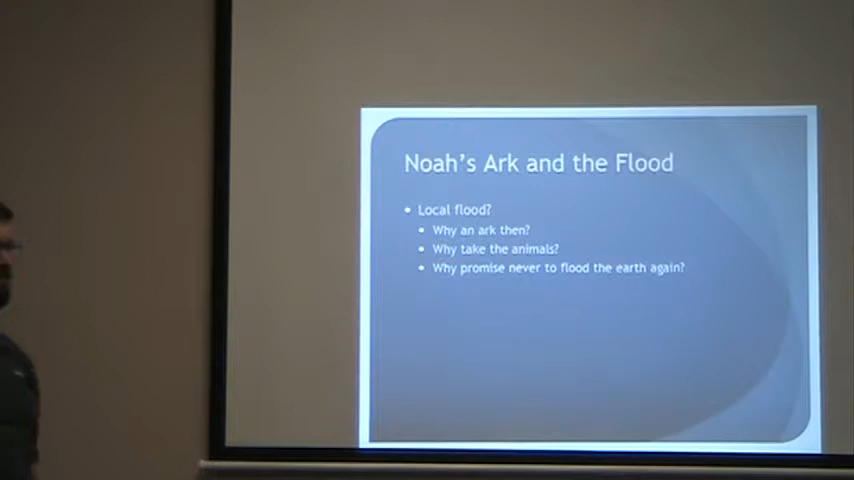 Noah's Ark and the Flood
• Local flood?
• Why an ark then?
• Why take the animals?
• Why promise never to flood the earth again?